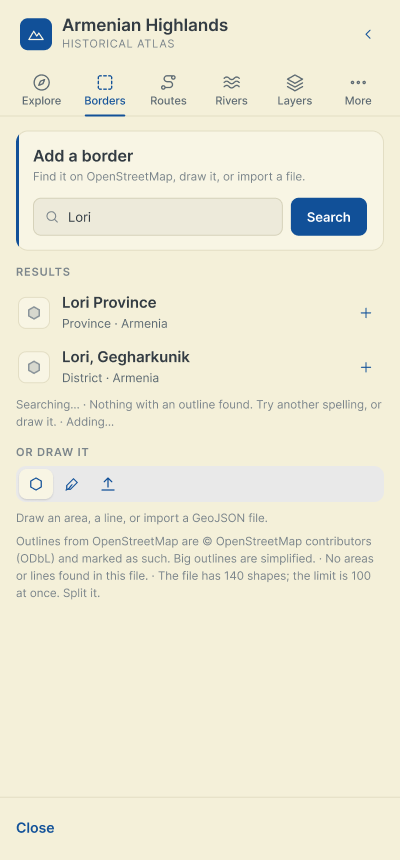 Armenian Highlands
HISTORICAL ATLAS
Explore Borders Routes Rivers Layers More
Add a border
Find it on OpenStreetMap, draw it, or import a file.
Lori Search
RESULTS
Lori Province
Province · Armenia
Lori, Gegharkunik
District · Armenia
Searching... · Nothing with an outline found. Try another spelling, or
draw it. · Adding...
OR DRAW IT
Draw an area, a line, or import a GeoJSON file.
Outlines from OpenStreetMap are © OpenStreetMap contributors
(ODbL) and marked as such. Big outlines are simplified. · No areas
or lines found in this file. · The file has 140 shapes; the limit is 100
at once. Split it.
Close